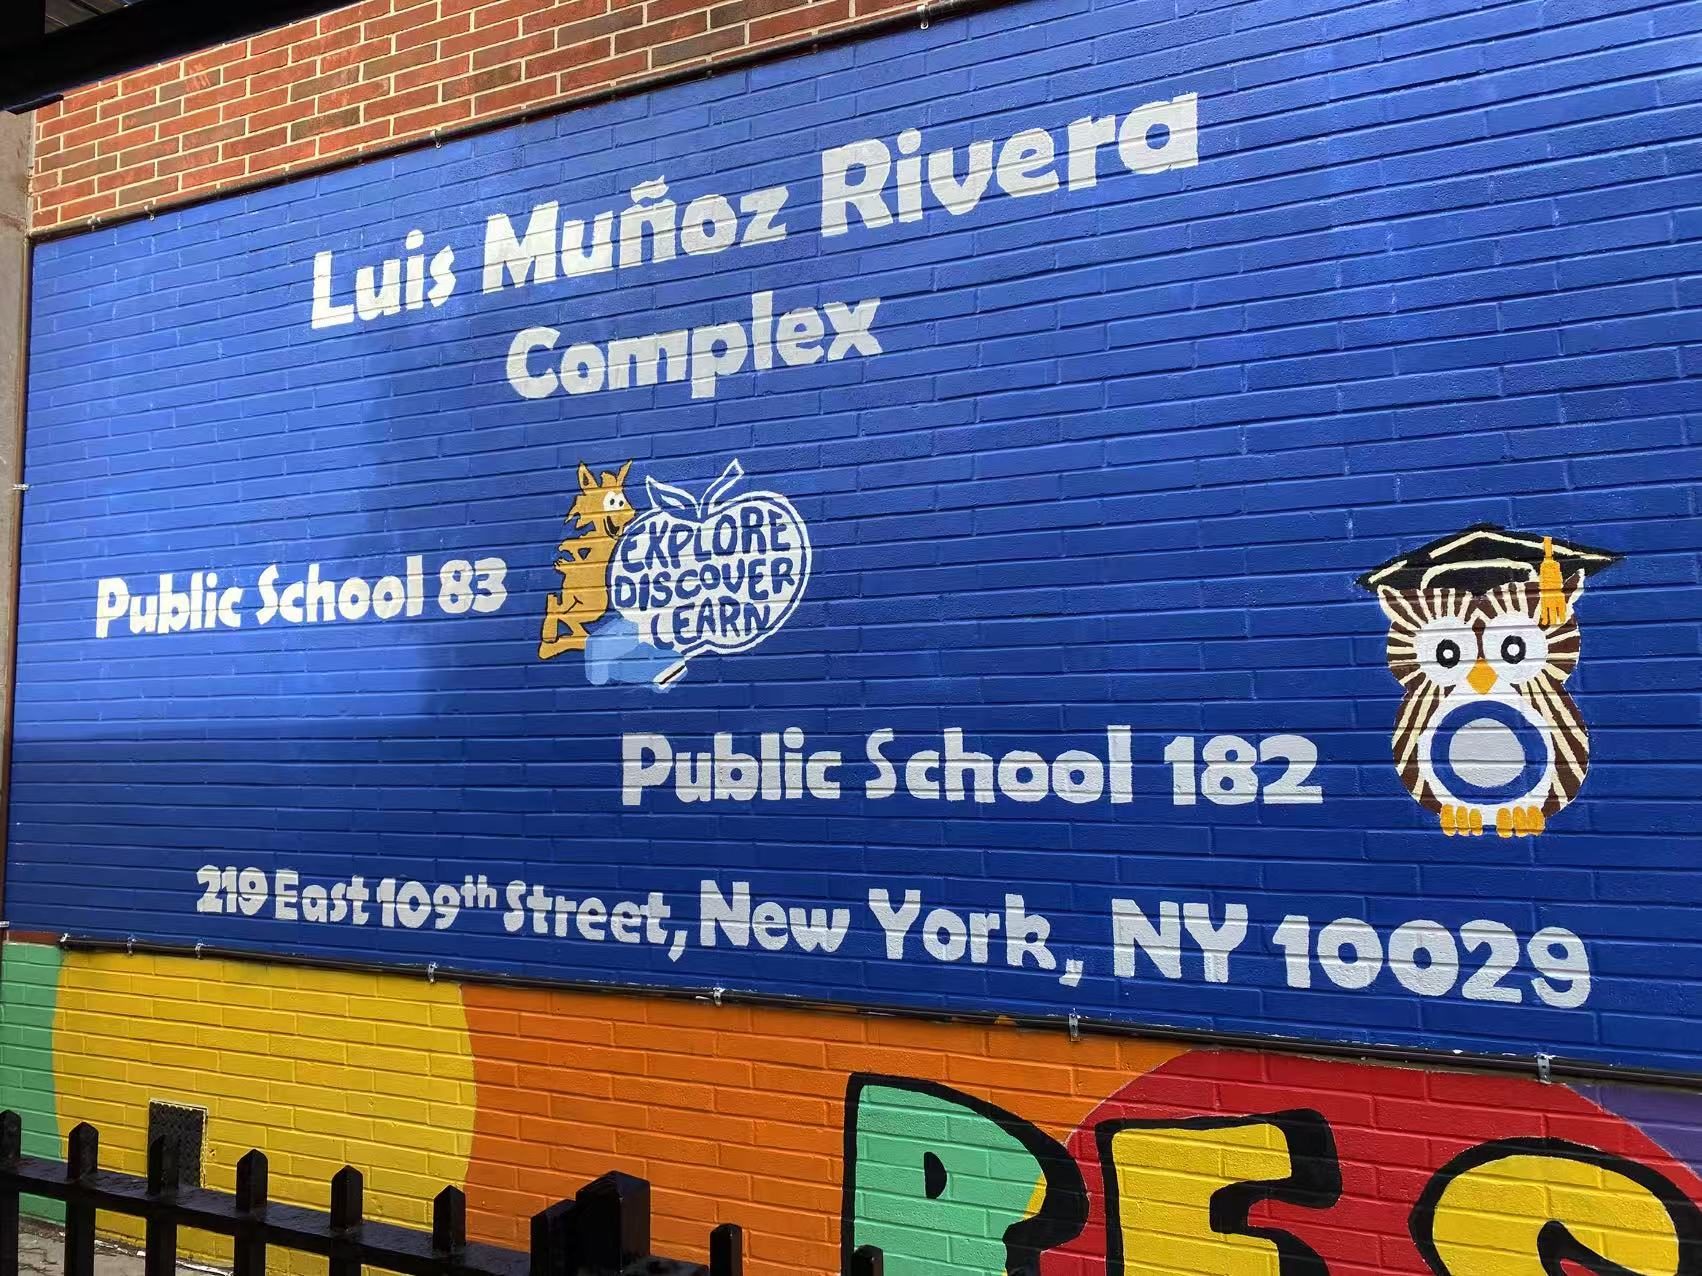 Luis Muñoz Rivera
Complex
Public School 83
EXPLORE
DISCOVER
LEARN
Public School 182
219 East 109th Street, New York, NY 10029
RES